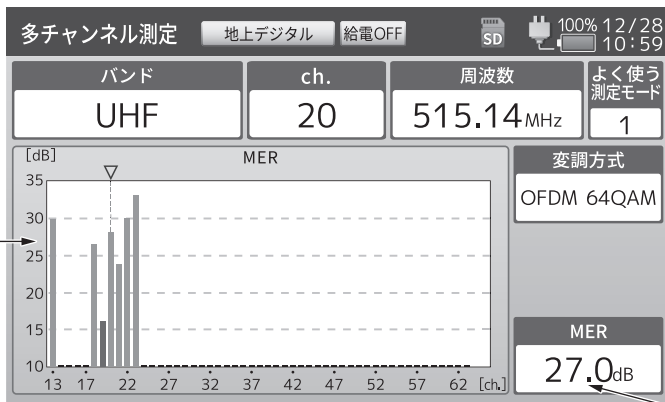 多チャンネル測定 地上デジタル 給電OFF SD 100% 12/28
10:59
バンド ch. 周波数 よく使う
測定モード
UHF 20 515.14MHz 1
[dB] MER 変調方式
OFDM 64QAM
35
30
25
20
15
10
13 17 22 27 32 37 42 47 52 57 62 [ch.]
MER
27.0dB